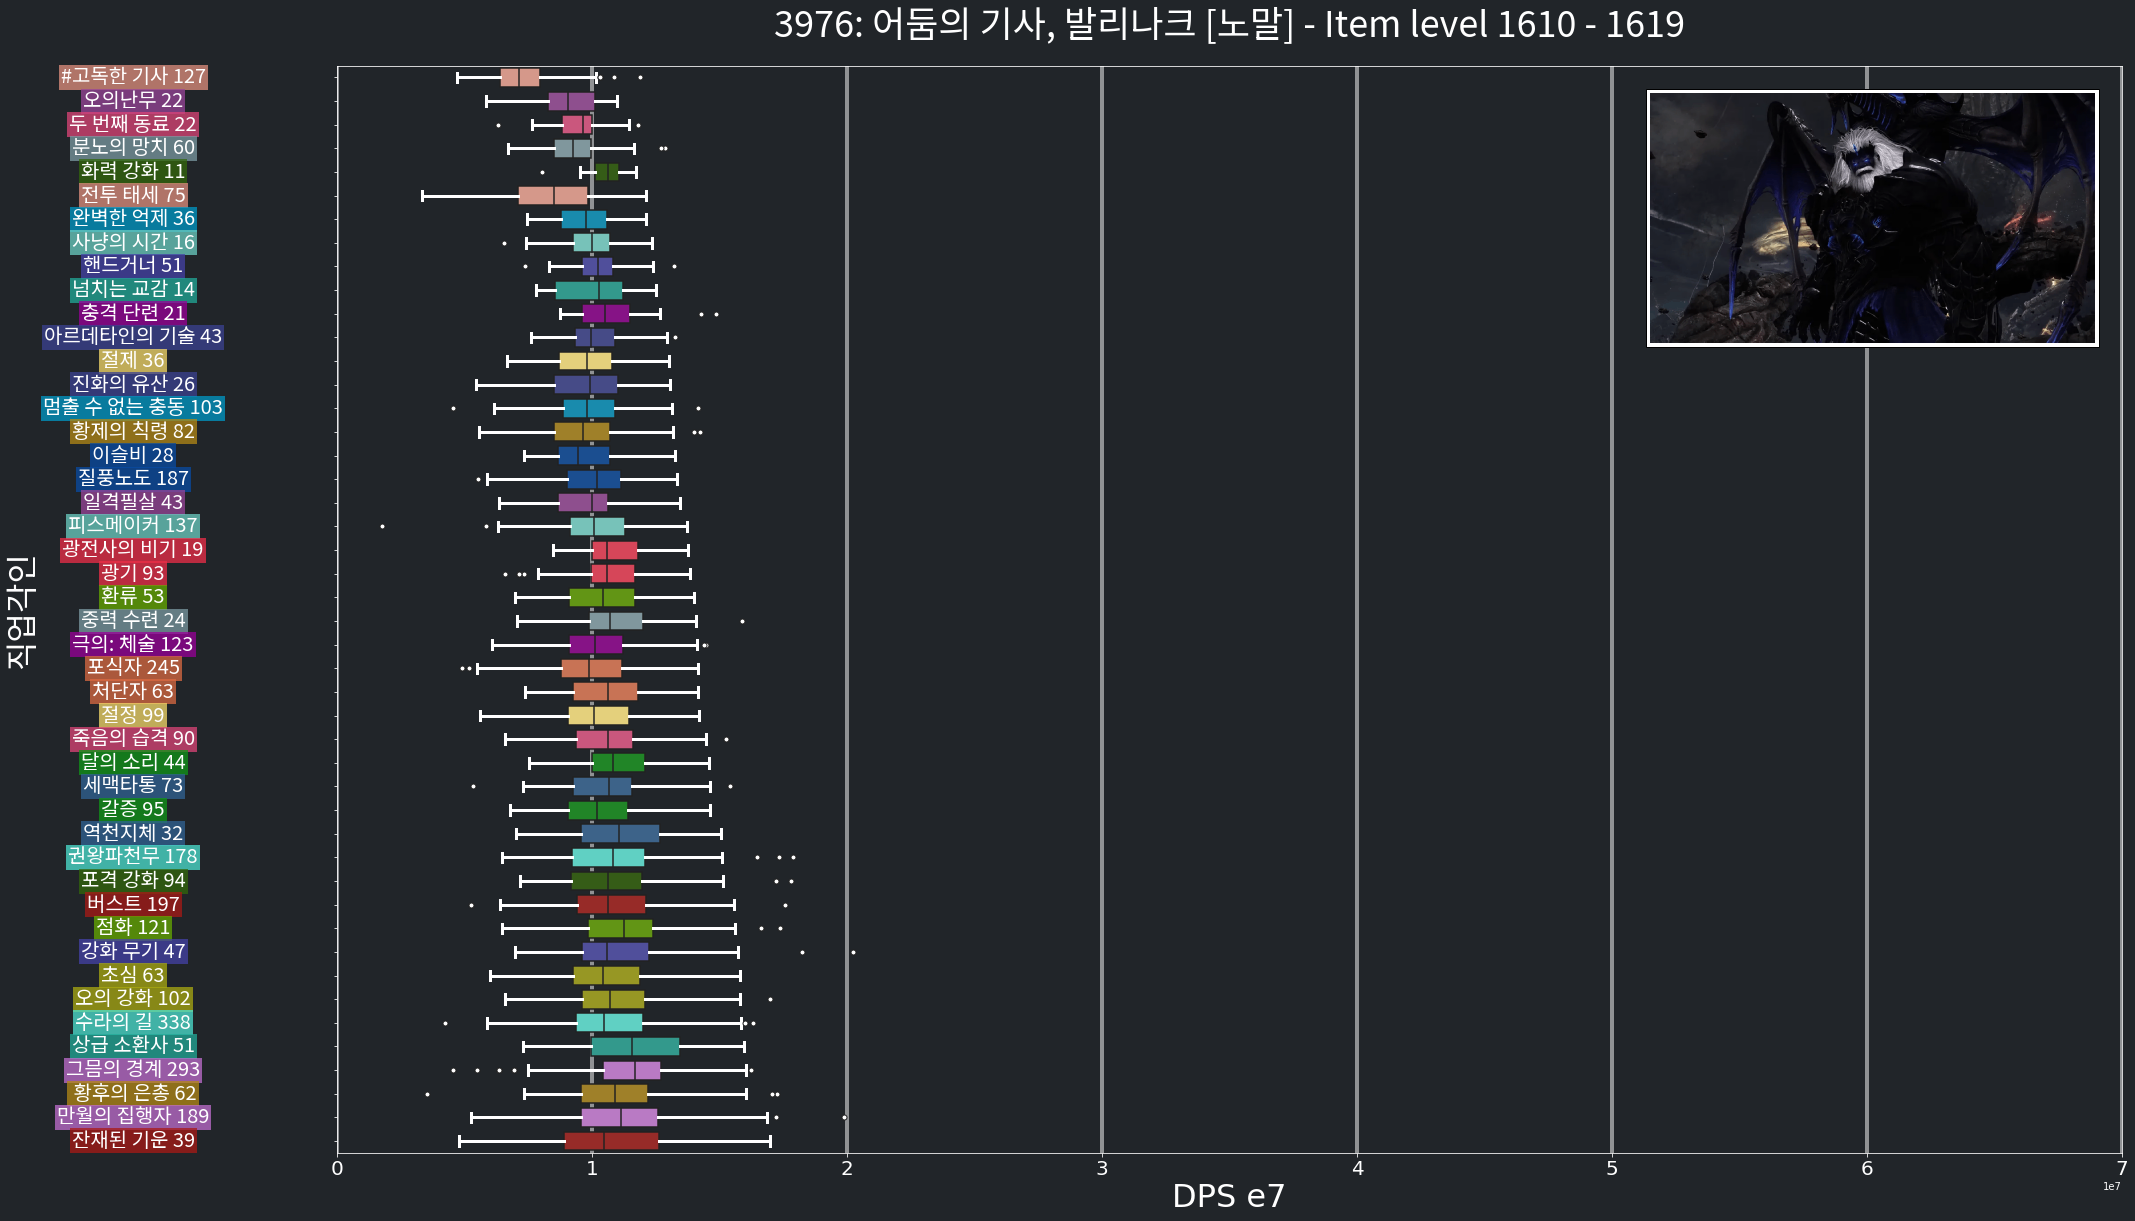 3976: 어둠의 기사, 발리나크 [노말] - Item level 1610 - 1619
#고독한 기사 127
오의난무 22
두 번째 동료 22
분노의 망치 60
화력 강화 11
전투 태세 75
완벽한 억제 36
사냥의 시간 16
핸드거너 51
넘치는 교감 14
충격 단련 21
아르데타인의 기술 43
절제 36
진화의 유산 26
멈출 수 없는 충동 103
황제의 칙령 82
이슬비 28
질풍노도 187
일격필살 43
피스메이커 137
광전사의 비기 19
광기 93
환류 53
중력 수련 24
극의: 체술 123
포식자 245
처단자 63
절정 99
죽음의 습격 90
달의 소리 44
세맥타통 73
갈증 95
역천지체 32
권왕파천무 178
포격 강화 94
버스트 197
점화 121
강화 무기 47
초심 63
오의 강화 102
수라의 길 338
상급 소환사 51
그믐의 경계 293
황후의 은총 62
만월의 집행자 189
잔재된 기운 39
직업각인
0 1 2 3 4 5 6 7
1e7
DPS e7